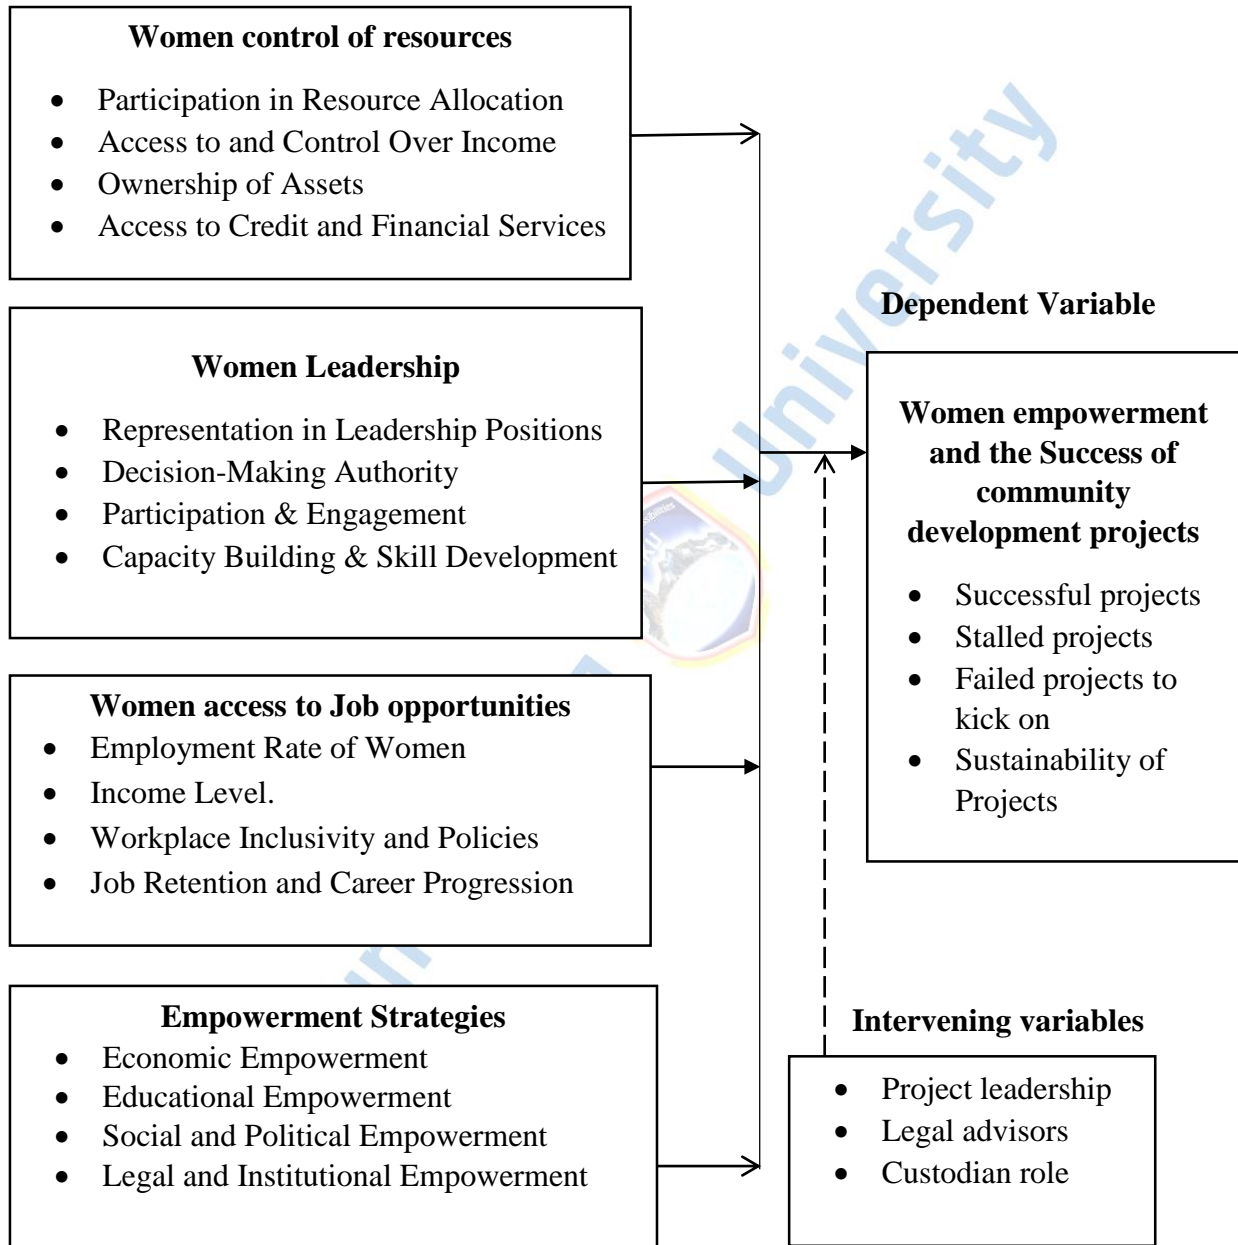 Women control of resources
• Participation in Resource Allocation
• Access to and Control Over Income
• Ownership of Assets
• Access to Credit and Financial Services
Women Leadership
• Representation in Leadership Positions
• Decision-Making Authority
• Participation & Engagement
• Capacity Building & Skill Development
Women access to Job opportunities
• Employment Rate of Women
• Income Level.
• Workplace Inclusivity and Policies
• Job Retention and Career Progression
Empowerment Strategies
• Economic Empowerment
• Educational Empowerment
• Social and Political Empowerment
• Legal and Institutional Empowerment
Dependent Variable
Women empowerment
and the Success of
community
development projects
• Successful projects
• Stalled projects
• Failed projects to
kick on
• Sustainability of
Projects
Intervening variables
• Project leadership
• Legal advisors
• Custodian role
University